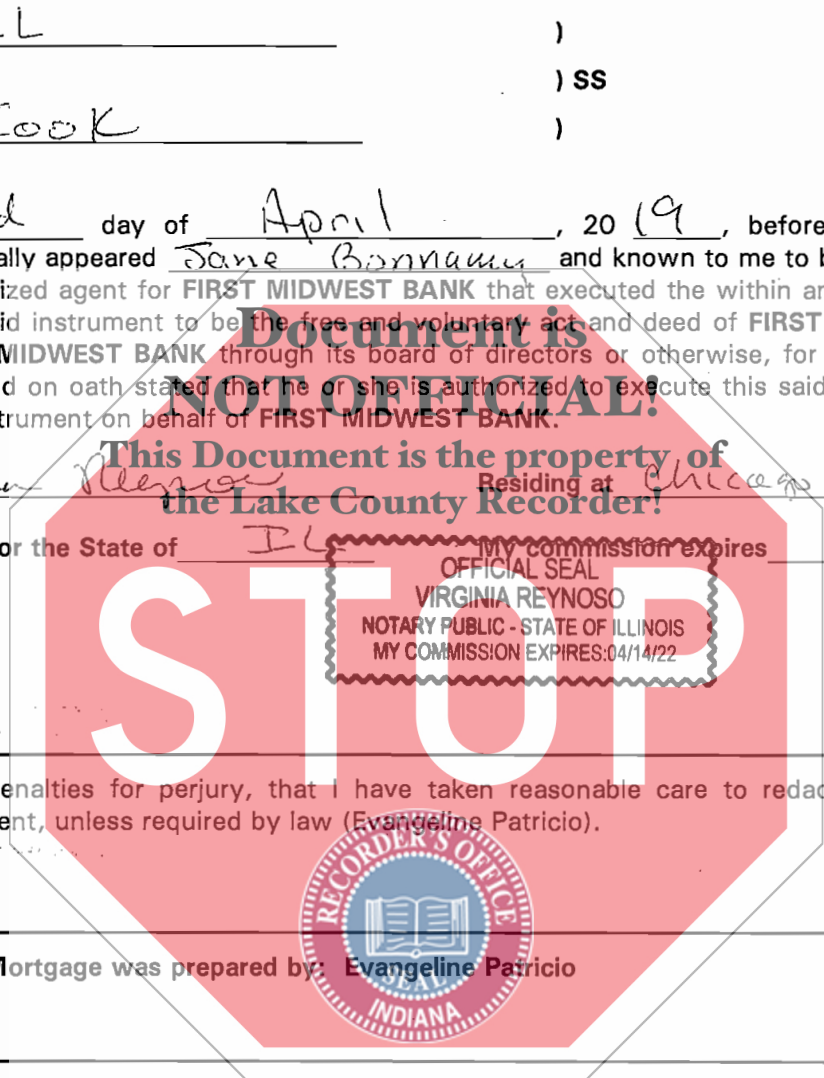 IL )
) SS
Cook )
day of April, 20 19, before
ally appeared Jane and known to me to b
ized agent for FIRST MIDWEST BANK that executed the within an
id instrument to be the free and voluntary act and deed of FIRST
MIDWEST BANK through its board of directors or otherwise, for
d on oath stated that he or she is authorized to execute this said
trument on behalf of FIRST MIDWEST BANK.
Document is
NOT OFFICIAL!
This Document is the property of
the Lake County Recorder!
Residing at Chicago
or the State of IL My commission expires
OFFICIAL SEAL
VIRGINIA REYNOSO
NOTARY PUBLIC - STATE OF ILLINOIS
MY COMMISSION EXPIRES:04/14/22
STOP
enalties for perjury, that I have taken reasonable care to redac
ent, unless required by law (Evangeline Patricio).
RECORDER'S OFFICE
SEAL
INDIANA
ortgage was prepared by: Evangeline Patricio